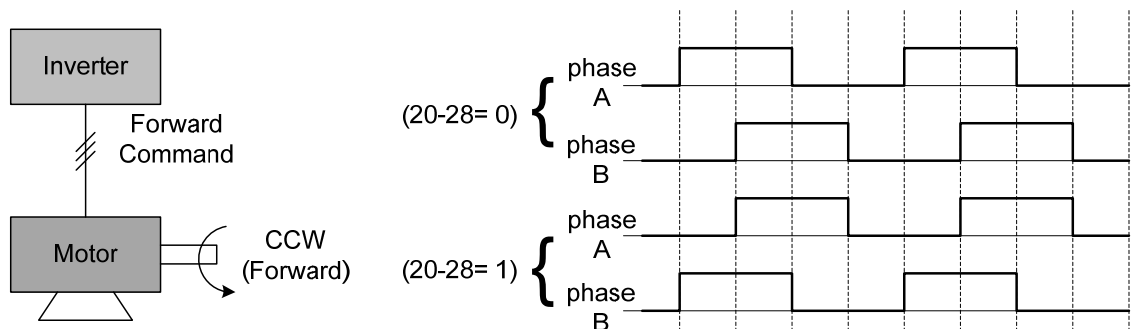 Inverter
Forward
Command
Motor
CCW
(Forward)
(20-28= 0)
phase
A
phase
B
(20-28= 1)
phase
A
phase
B